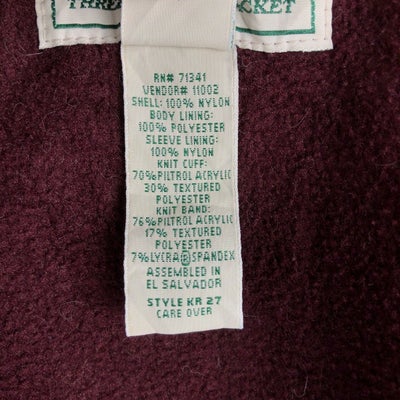 THR
CKET
RN# 71341
VENDOR# 11002
SHELL: 100% NYLON
BODY LINING:
100% POLYESTER
SLEEVE LINING:
100% NYLON
KNIT CUFF:
70%PILTROL ACRYLIC
30% TEXTURED
POLYESTER
KNIT BAND:
76%PILTROL ACRYLIC
17% TEXTURED
POLYESTER
7%LYCRA®SPANDEX
ASSEMBLED IN
EL SALVADOR
STYLE KR 27
CARE OVER